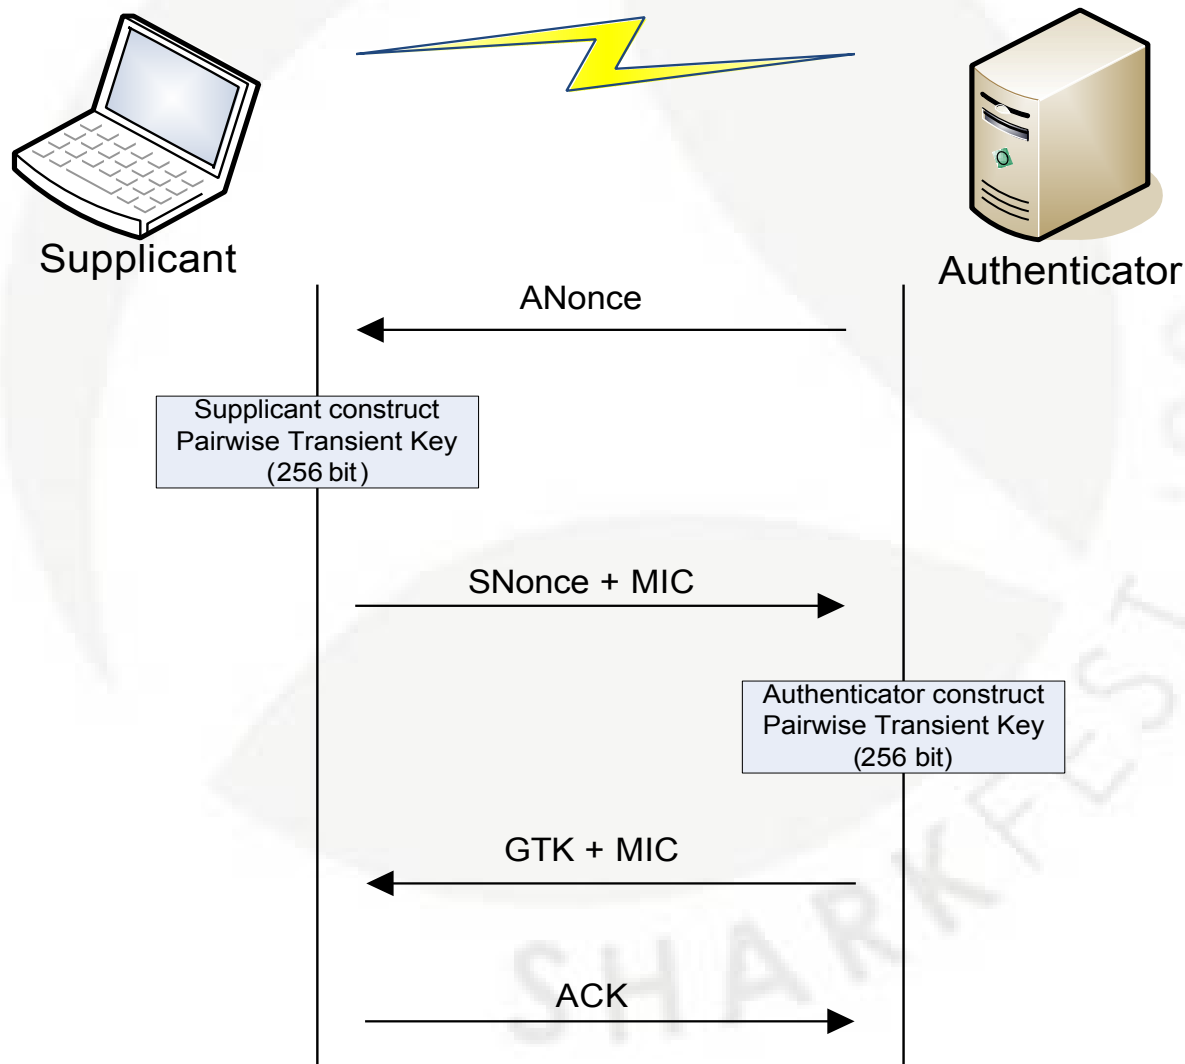 Supplicant
Authenticator
ANonce
Supplicant construct
Pairwise Transient Key
(256 bit)
SNonce + MIC
Authenticator construct
Pairwise Transient Key
(256 bit)
GTK + MIC
ACK
SHARKFEST